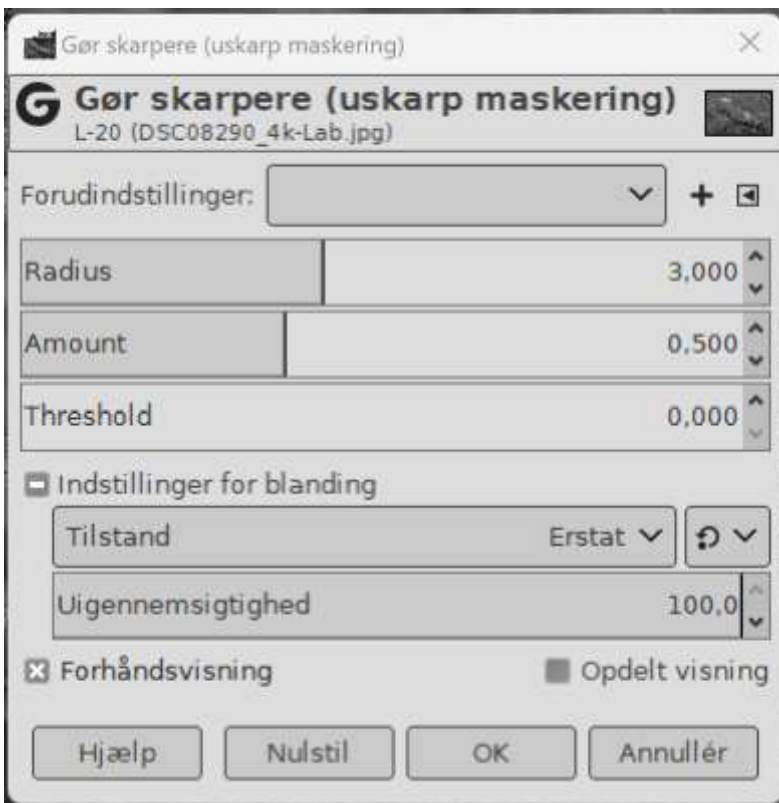 Gør skarpere (uskarp maskering)
Gør skarpere (uskarp maskering)
L-20 (DSC08290_4k-Lab.jpg)
Forudindstillinger:
Radius 3,000
Amount 0,500
Threshold 0,000
Indstillinger for blanding
Tilstand Erstat
Uigennemsigtighed 100,0
Forhåndsvisning Opdelt visning
Hjælp Nulstil OK Annullér